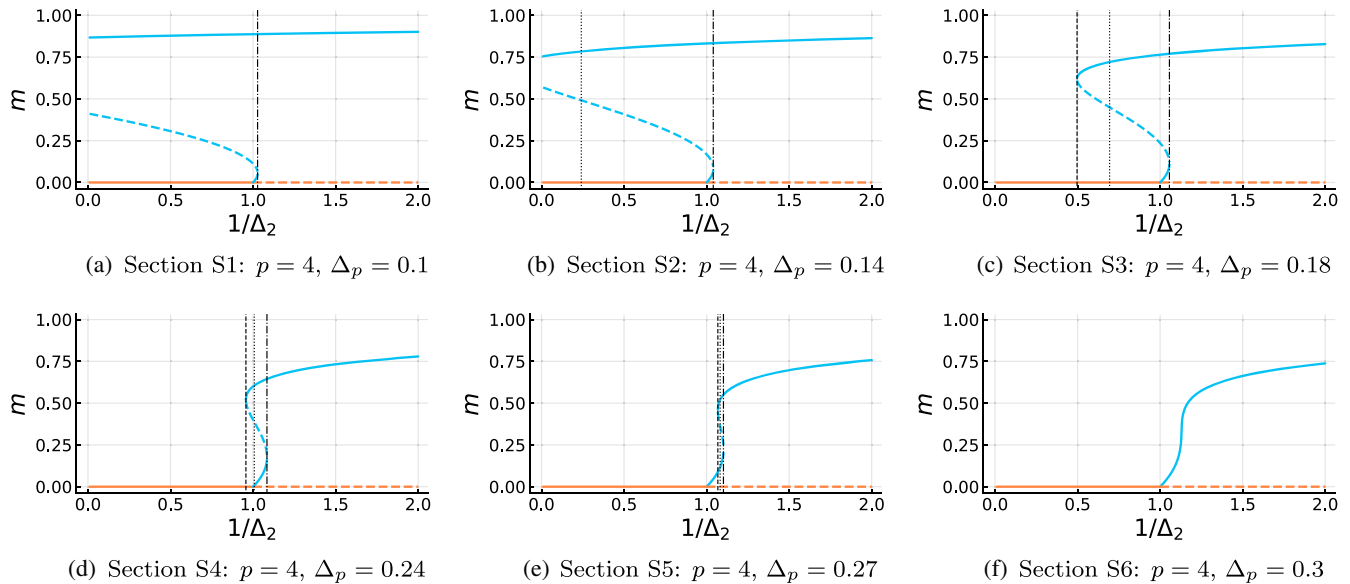 1.00
0.75
0.50
0.25
0.00
m
0.0 0.5 1.0 1.5 2.0
1/Δ₂
(a) Section S1: p = 4, Δₚ = 0.1
1.00
0.75
0.50
0.25
0.00
m
0.0 0.5 1.0 1.5 2.0
1/Δ₂
(b) Section S2: p = 4, Δₚ = 0.14
1.00
0.75
0.50
0.25
0.00
m
0.0 0.5 1.0 1.5 2.0
1/Δ₂
(c) Section S3: p = 4, Δₚ = 0.18
1.00
0.75
0.50
0.25
0.00
m
0.0 0.5 1.0 1.5 2.0
1/Δ₂
(d) Section S4: p = 4, Δₚ = 0.24
1.00
0.75
0.50
0.25
0.00
m
0.0 0.5 1.0 1.5 2.0
1/Δ₂
(e) Section S5: p = 4, Δₚ = 0.27
1.00
0.75
0.50
0.25
0.00
m
0.0 0.5 1.0 1.5 2.0
1/Δ₂
(f) Section S6: p = 4, Δₚ = 0.3